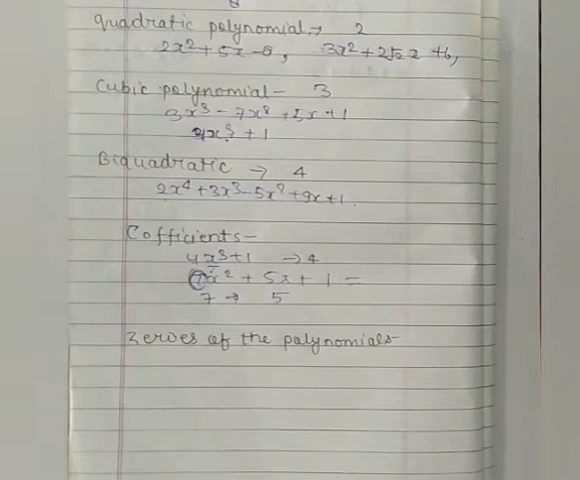 quadratic polynomial → 2
2x² + 5x - 8, 3x² + 2√2 x + 6,
Cubic polynomial - 3
3x³ - 7x² + 2x + 1
4x³ + 1
Biquadratic → 4
2x⁴ + 3x³ - 5x² + 9x + 1.
Cofficients -
4x³ + 1 → 4
7x² + 5x + 1 =
7 → 5
Zeroes of the polynomials -